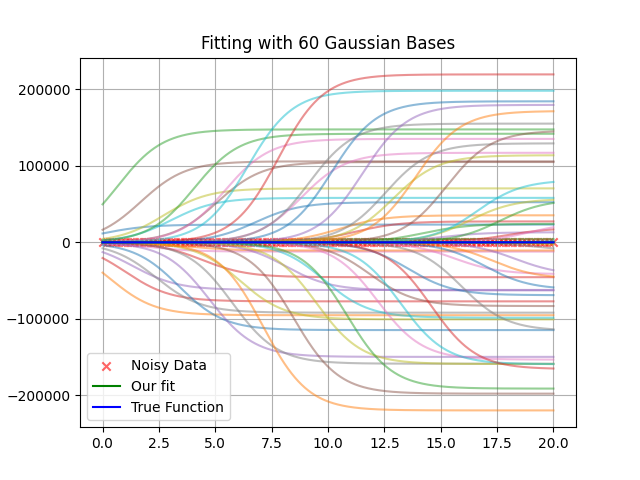 Fitting with 60 Gaussian Bases
200000
100000
0
−100000
−200000
Noisy Data
Our fit
True Function
0.0 2.5 5.0 7.5 10.0 12.5 15.0 17.5 20.0